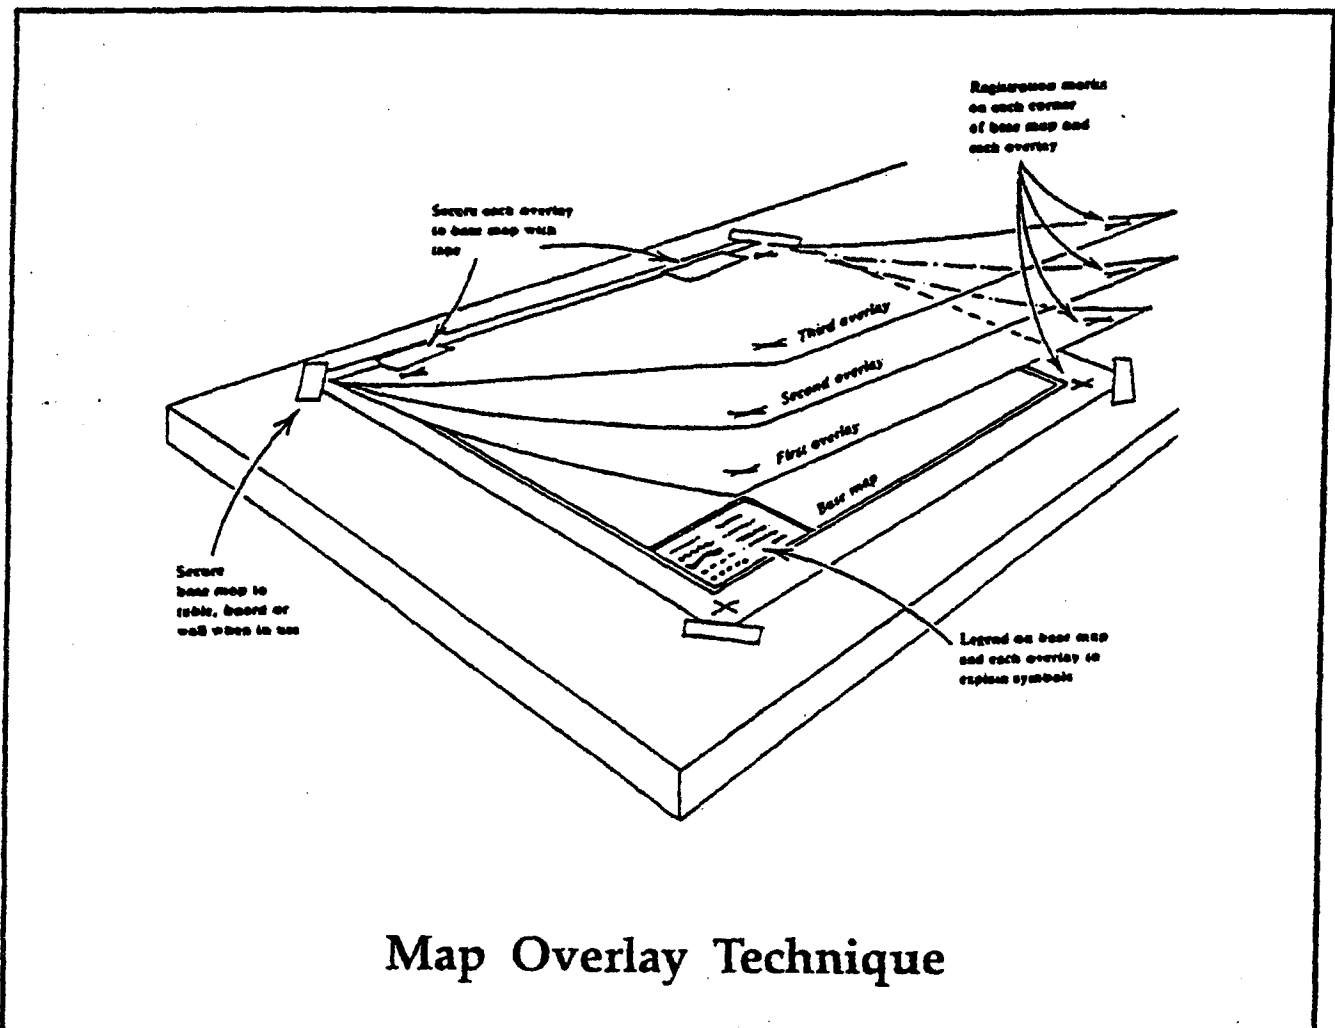 Registration marks
on each corner
of base map and
each overlay
Secure each overlay
to base map with
tape
Third overlay
Second overlay
First overlay
Base map
Secure
base map to
table, board or
wall when in use
Legend on base map
and each overlay to
explain symbols
Map Overlay Technique